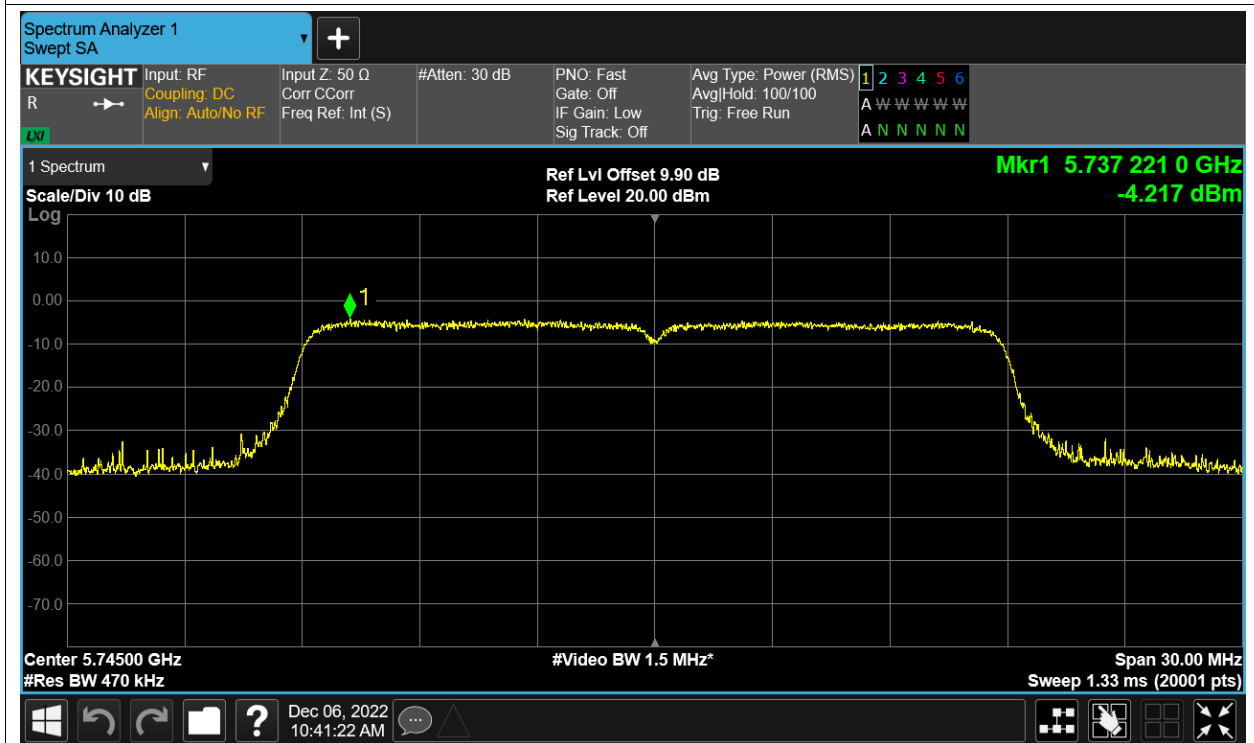 Spectrum Analyzer 1
Swept SA
KEYSIGHT
R
LXI
Input: RF
Coupling: DC
Align: Auto/No RF
Input Z: 50 Ω
Corr CCorr
Freq Ref: Int (S)
#Atten: 30 dB
PNO: Fast
Gate: Off
IF Gain: Low
Sig Track: Off
Avg Type: Power (RMS)
Avg|Hold: 100/100
Trig: Free Run
1 2 3 4 5 6
A W W W W W
A N N N N N
1 Spectrum
Scale/Div 10 dB
Log
Ref Lvl Offset 9.90 dB
Ref Level 20.00 dBm
Mkr1 5.737 221 0 GHz
-4.217 dBm
10.0
0.00
1
-10.0
-20.0
-30.0
-40.0
-50.0
-60.0
-70.0
Center 5.74500 GHz
#Video BW 1.5 MHz*
Span 30.00 MHz
#Res BW 470 kHz
Sweep 1.33 ms (20001 pts)
?
Dec 06, 2022
10:41:22 AM